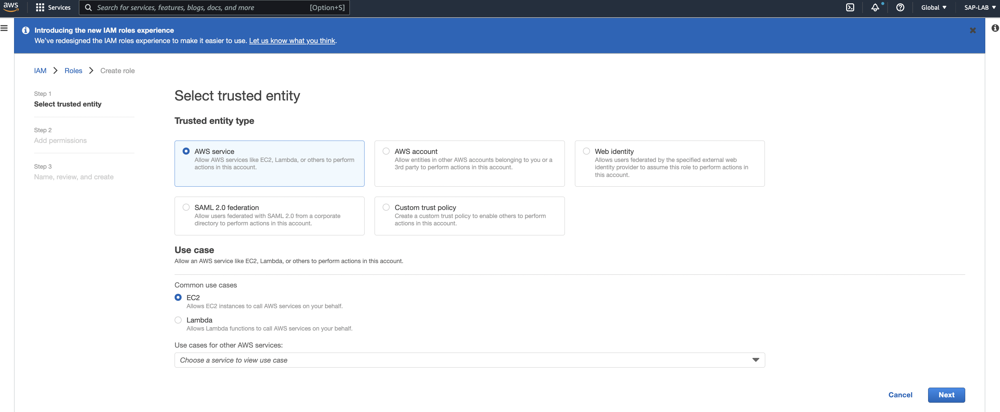 aws
Services
Search for services, features, blogs, docs, and more
[Option+S]
Global
SAP-LAB
Introducing the new IAM roles experience
We've redesigned the IAM roles experience to make it easier to use. Let us know what you think.
IAM
Roles
Create role
Step 1
Select trusted entity
Step 2
Add permissions
Step 3
Name, review, and create
Select trusted entity
Trusted entity type
AWS service
Allow AWS services like EC2, Lambda, or others to perform
actions in this account.
AWS account
Allow entities in other AWS accounts belonging to you or a
3rd party to perform actions in this account.
Web identity
Allows users federated by the specified external web
identity provider to assume this role to perform actions in
this account.
SAML 2.0 federation
Allow users federated with SAML 2.0 from a corporate
directory to perform actions in this account.
Custom trust policy
Create a custom trust policy to enable others to perform
actions in this account.
Use case
Allow an AWS service like EC2, Lambda, or others to perform actions in this account.
Common use cases
EC2
Allows EC2 instances to call AWS services on your behalf.
Lambda
Allows Lambda functions to call AWS services on your behalf.
Use cases for other AWS services:
Choose a service to view use case
Cancel
Next